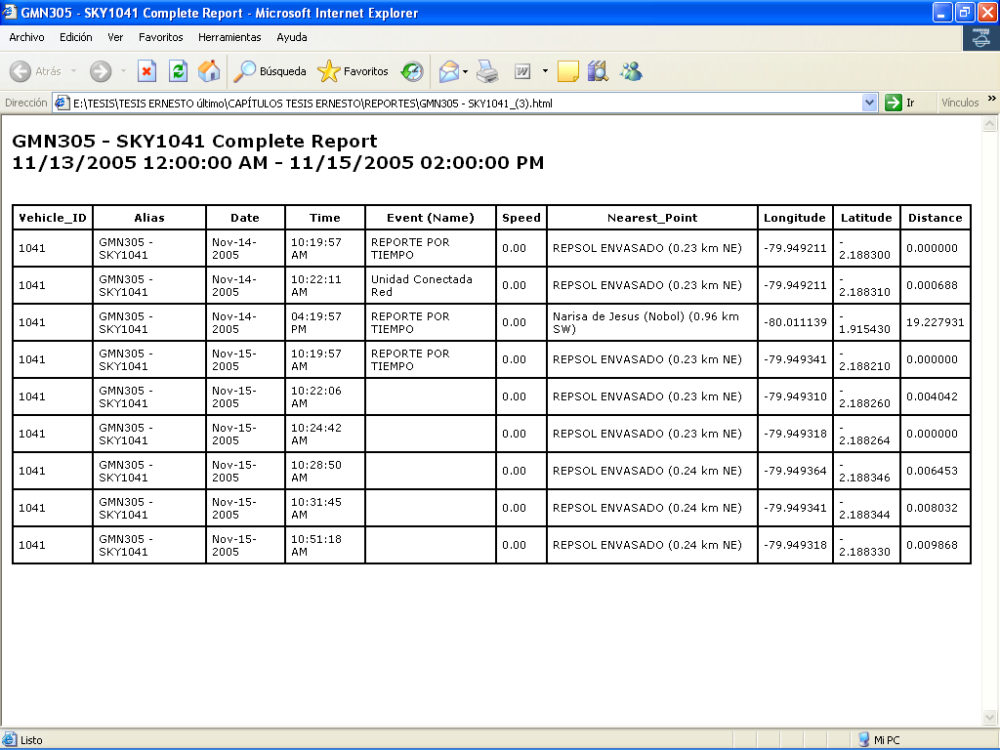 GMN305 - SKY1041 Complete Report - Microsoft Internet Explorer
Archivo Edición Ver Favoritos Herramientas Ayuda
Atrás Búsqueda Favoritos
Dirección E:\TESIS\TESIS ERNESTO último\CAPÍTULOS TESIS ERNESTO\REPORTES\GMN305 - SKY1041_(3).html Ir Vínculos »
GMN305 - SKY1041 Complete Report
11/13/2005 12:00:00 AM - 11/15/2005 02:00:00 PM
Vehicle_ID Alias Date Time Event (Name) Speed Nearest_Point Longitude Latitude Distance
1041 GMN305 - SKY1041 Nov-14-2005 10:19:57 AM REPORTE POR TIEMPO 0.00 REPSOL ENVASADO (0.23 km NE) -79.949211 -2.188300 0.000000
1041 GMN305 - SKY1041 Nov-14-2005 10:22:11 AM Unidad Conectada Red 0.00 REPSOL ENVASADO (0.23 km NE) -79.949211 -2.188310 0.000688
1041 GMN305 - SKY1041 Nov-14-2005 04:19:57 PM REPORTE POR TIEMPO 0.00 Narisa de Jesus (Nobol) (0.96 km SW) -80.011139 -1.915430 19.227931
1041 GMN305 - SKY1041 Nov-15-2005 10:19:57 AM REPORTE POR TIEMPO 0.00 REPSOL ENVASADO (0.23 km NE) -79.949341 -2.188210 0.000000
1041 GMN305 - SKY1041 Nov-15-2005 10:22:06 AM 0.00 REPSOL ENVASADO (0.23 km NE) -79.949310 -2.188260 0.004042
1041 GMN305 - SKY1041 Nov-15-2005 10:24:42 AM 0.00 REPSOL ENVASADO (0.23 km NE) -79.949318 -2.188264 0.000000
1041 GMN305 - SKY1041 Nov-15-2005 10:28:50 AM 0.00 REPSOL ENVASADO (0.24 km NE) -79.949364 -2.188346 0.006453
1041 GMN305 - SKY1041 Nov-15-2005 10:31:45 AM 0.00 REPSOL ENVASADO (0.24 km NE) -79.949341 -2.188344 0.008032
1041 GMN305 - SKY1041 Nov-15-2005 10:51:18 AM 0.00 REPSOL ENVASADO (0.24 km NE) -79.949318 -2.188330 0.009868
Listo Mi PC